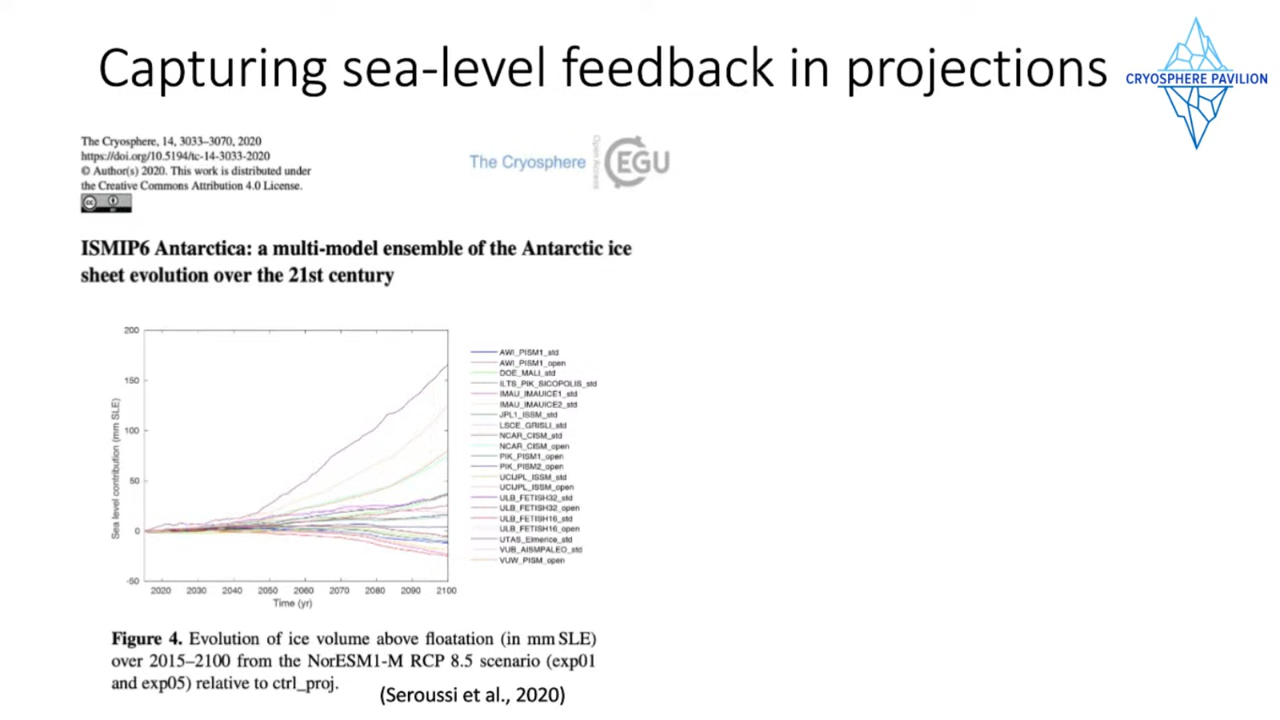 Capturing sea-level feedback in projections
CRYOSPHERE PAVILION
The Cryosphere, 14, 3033–3070, 2020
https://doi.org/10.5194/tc-14-3033-2020
© Author(s) 2020. This work is distributed under
the Creative Commons Attribution 4.0 License.
cc
The Cryosphere
Open Access
EGU
ISMIP6 Antarctica: a multi-model ensemble of the Antarctic ice
sheet evolution over the 21st century
Sea level contribution (mm SLE)
200
150
100
50
0
-50
2020 2030 2040 2050 2060 2070 2080 2090 2100
Time (yr)
AWI_PISM1_std
AWI_PISM1_open
DOE_MALI_std
ILTS_PIK_SICOPOLIS_std
IMAU_IMAUICE1_std
IMAU_IMAUICE2_std
JPL1_ISSM_std
LSCE_GRISLI_std
NCAR_CISM_std
NCAR_CISM_open
PIK_PISM1_open
PIK_PISM2_open
UCIJPL_ISSM_std
UCIJPL_ISSM_open
ULB_FETISH32_std
ULB_FETISH32_open
ULB_FETISH16_std
ULB_FETISH16_open
UTAS_Elmerice_std
VUB_AISMPALEO_std
VUW_PISM_open
Figure 4. Evolution of ice volume above floatation (in mm SLE)
over 2015–2100 from the NorESM1-M RCP 8.5 scenario (exp01
and exp05) relative to ctrl_proj.
(Seroussi et al., 2020)